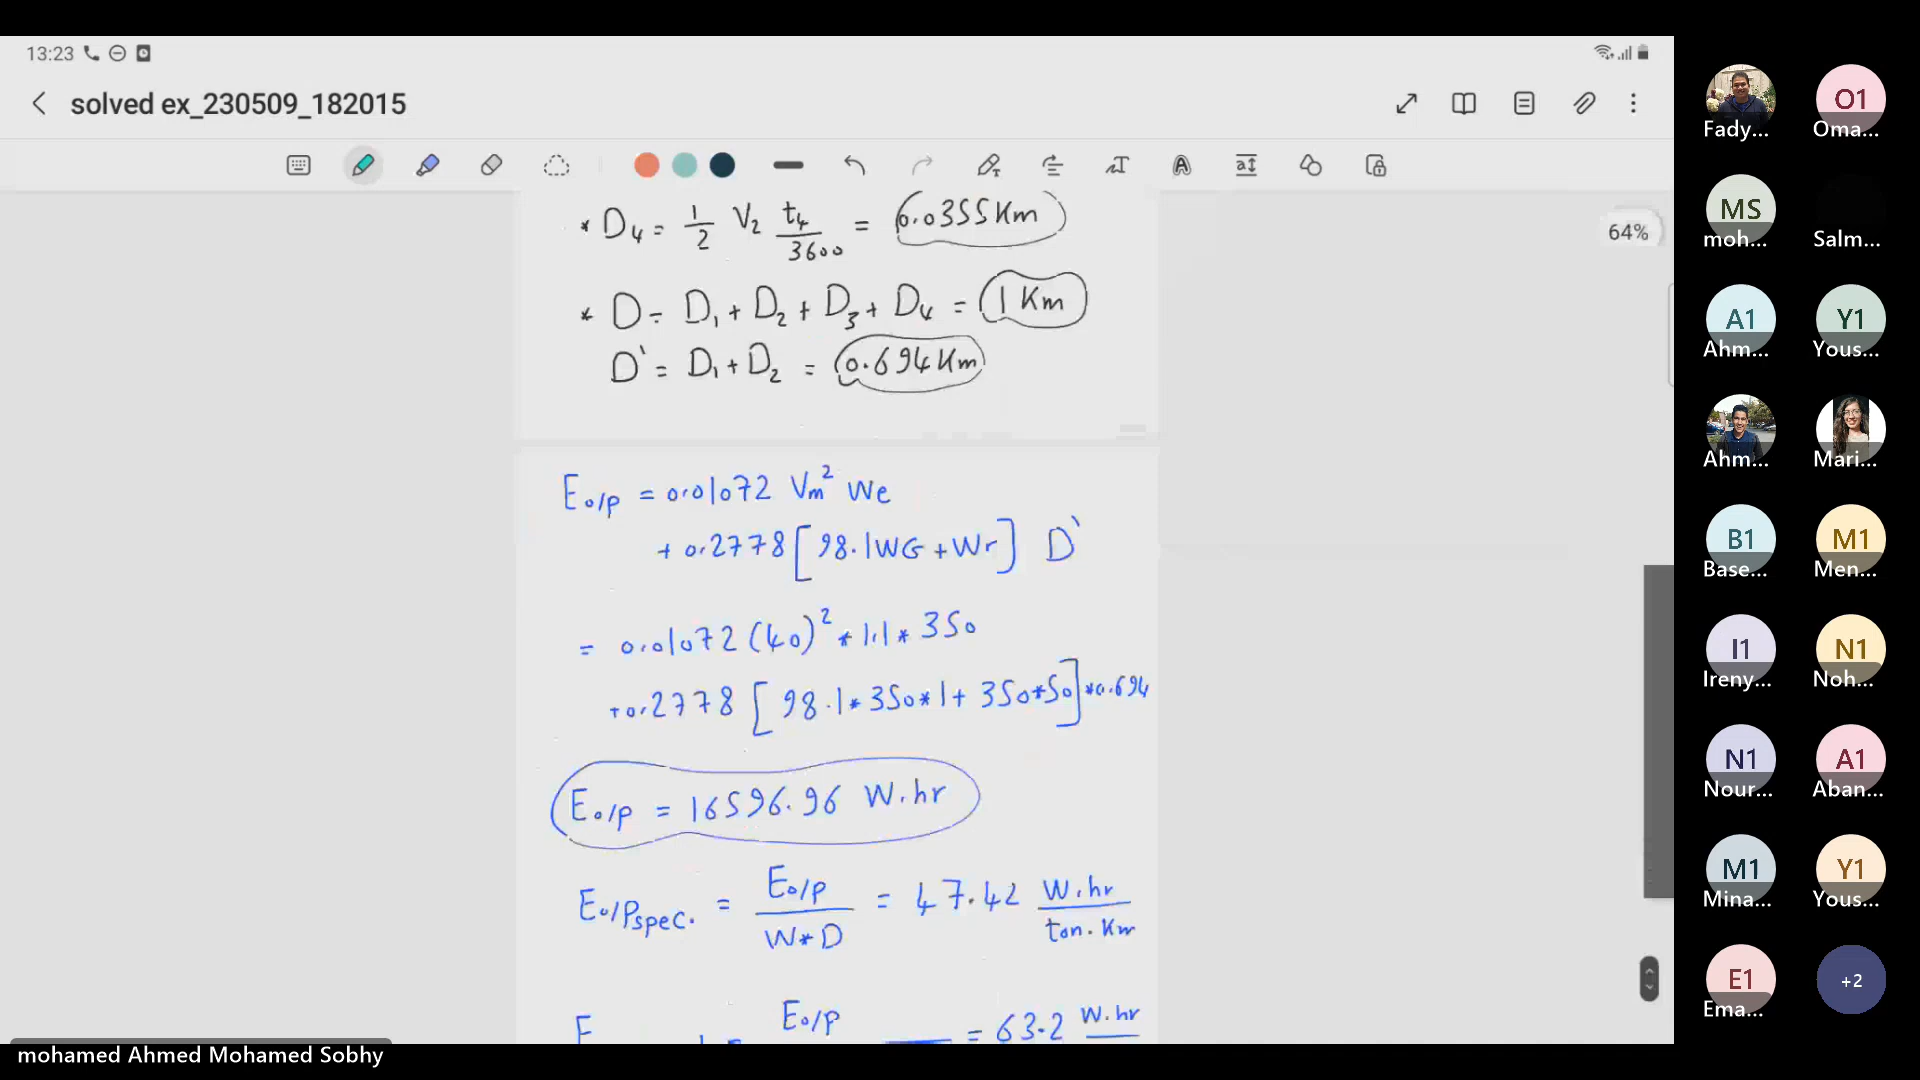 13:23
solved ex_230509_182015
64%
* D4 = 1/2 V2 t4/3600 = 0.0355 Km
* D = D1 + D2 + D3 + D4 = 1 Km
D` = D1 + D2 = 0.694 Km
Eo/p = 0.01072 Vm² We
+ 0.2778 [98.1WG + Wr] D`
= 0.01072 (40)² * 1.1 * 350
+0.2778 [98.1*350*1 + 350*50] *0.694
Eo/p = 16596.96 W.hr
Eo/pspec. = Eo/p / W*D = 47.42 W.hr / ton.Km
Eo/p
= 63.2 W.hr
mohamed Ahmed Mohamed Sobhy
Fady...
O1
Oma...
MS
moh...
Salm...
A1
Ahm...
Y1
Yous...
Ahm...
Mari...
B1
Base...
M1
Men...
I1
Ireny...
N1
Noh...
N1
Nour...
A1
Aban...
M1
Mina...
Y1
Yous...
E1
Ema...
+2